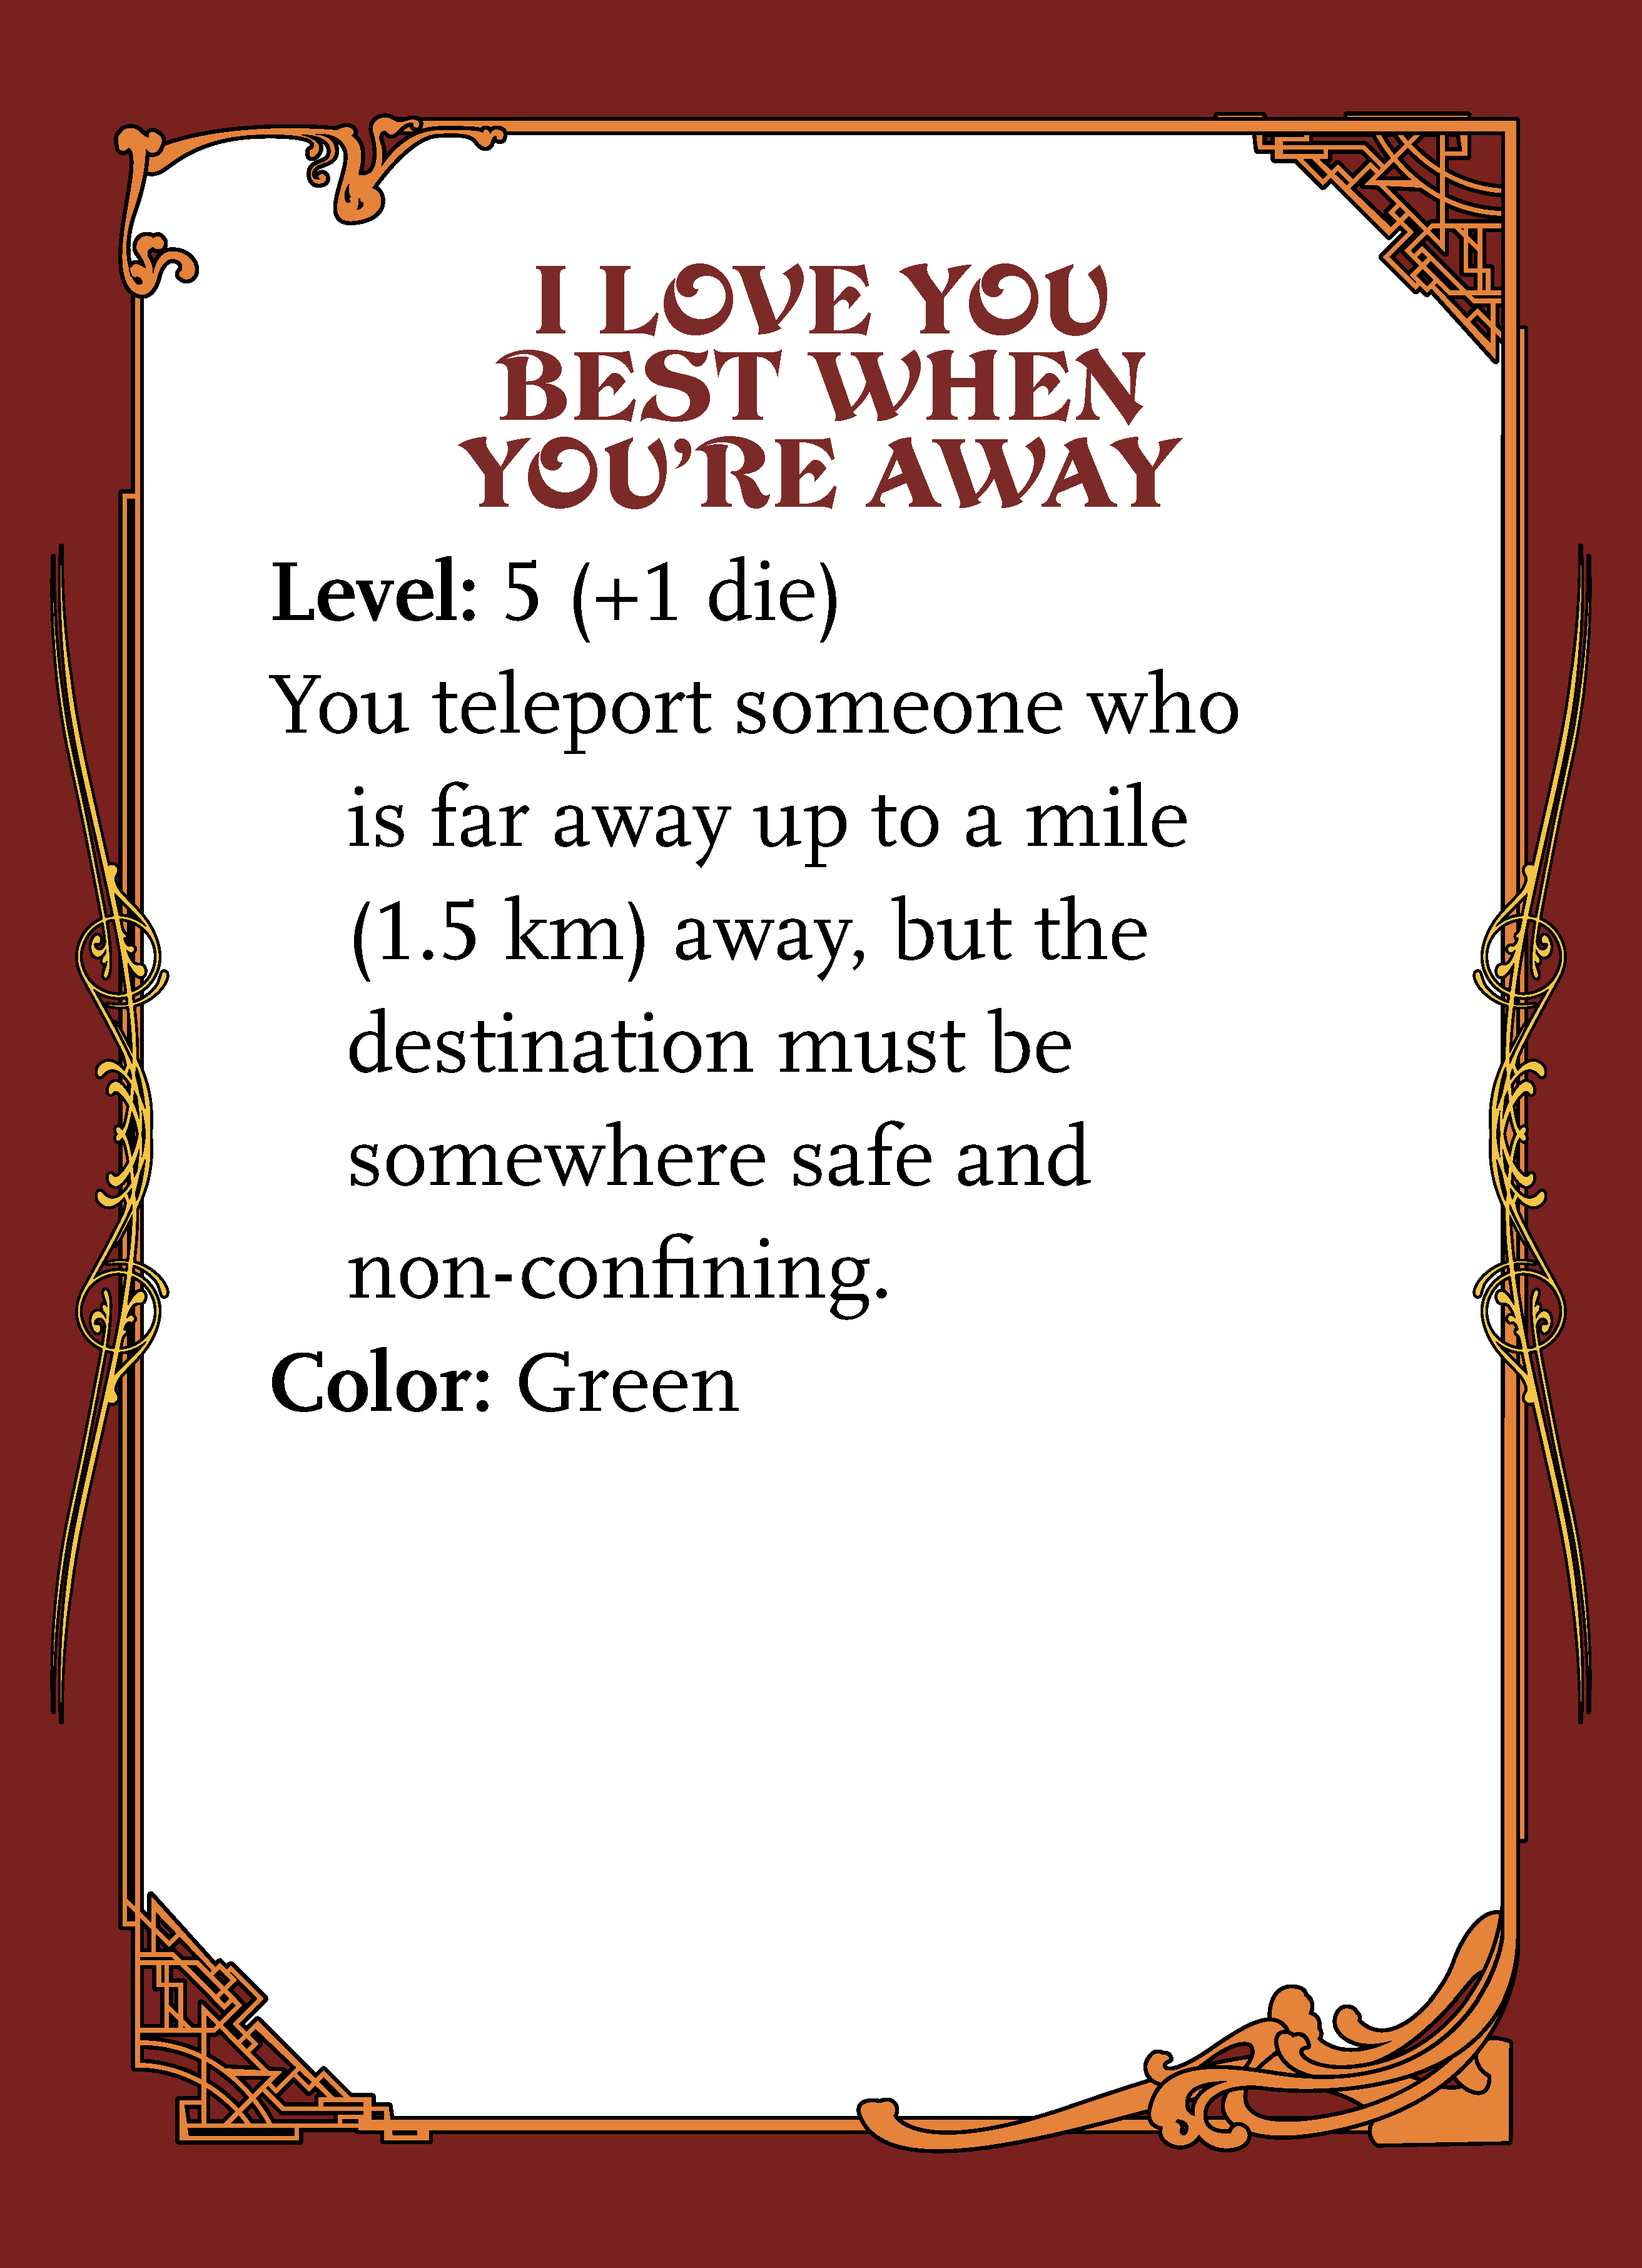 I LOVE YOU
BEST WHEN
YOU’RE AWAY
Level: 5 (+1 die)
You teleport someone who
is far away up to a mile
(1.5 km) away, but the
destination must be
somewhere safe and
non-confining.
Color: Green